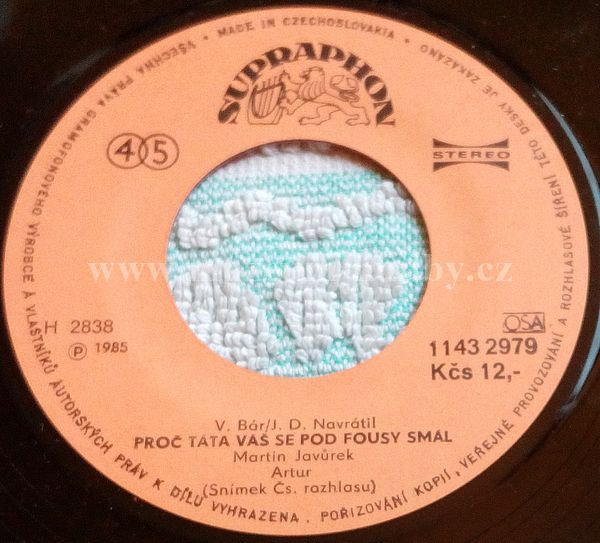 VŠECHNA PRÁVA GRAMOFONOVÉHO VÝROBCE A VLASTNÍKŮ AUTORSKÝCH PRÁV K DÍLU VYHRAZENA. POŘIZOVÁNÍ KOPIÍ, VEŘEJNÉ PROVOZOVÁNÍ A ROZHLASOVÉ ŠÍŘENÍ TÉTO DESKY JE ZAKÁZÁNO • MADE IN CZECHOSLOVAKIA •
SUPRAPHON
45
STEREO
H 2838
Ⓟ 1985
OSA
1143 2979
Kčs 12,-
V. Bár/J. D. Navrátil
PROČ TÁTA VÁŠ SE POD FOUSY SMÁL
Martin Javůrek
Artur
(Snímek Čs. razhlasu)